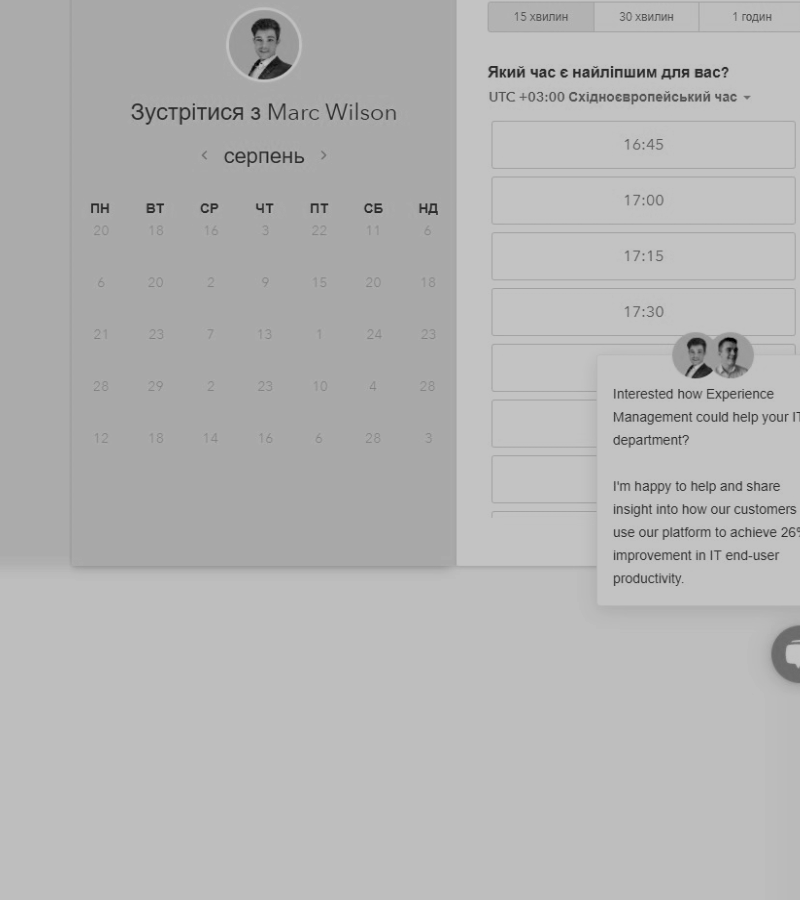 Зустрітися з Marc Wilson
серпень
ПН ВТ СР ЧТ ПТ СБ НД
20 18 16 3 22 11 6
6 20 2 9 15 20 18
21 23 7 13 1 24 23
28 29 2 23 10 4 28
12 18 14 16 6 28 3
15 хвилин 30 хвилин 1 годин
Який час є найліпшим для вас?
UTC +03:00 Східноєвропейський час
16:45
17:00
17:15
17:30
Interested how Experience
Management could help your IT
department?
I'm happy to help and share
insight into how our customers
use our platform to achieve 26%
improvement in IT end-user
productivity.